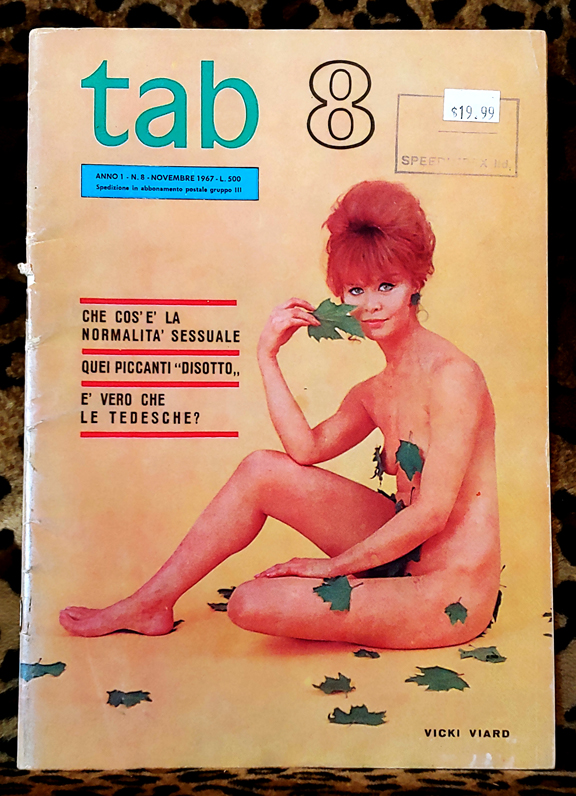 tab 8
$19.99
ANNO 1 - N. 8 - NOVEMBRE 1967 - L. 500
Spedizione in abbonamento postale gruppo III
CHE COS'E' LA
NORMALITA' SESSUALE
QUEI PICCANTI "DISOTTO„
E' VERO CHE
LE TEDESCHE?
VICKI VIARD